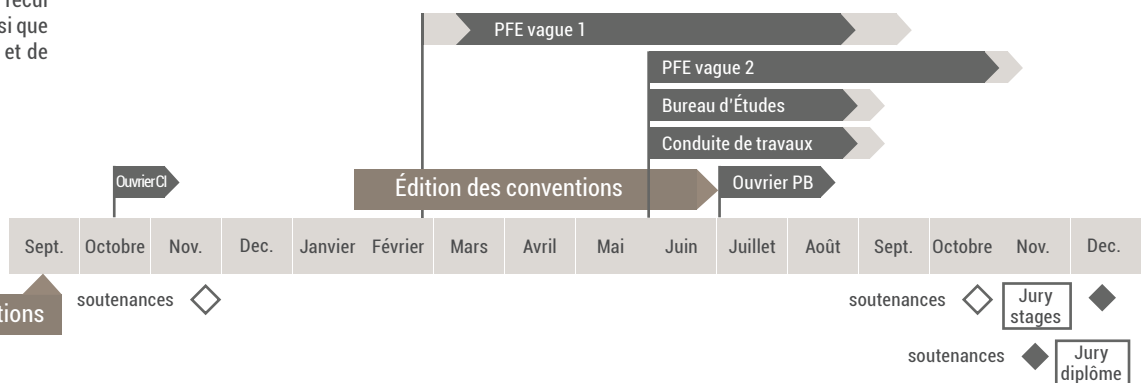 si que
et de
PFE vague 1
PFE vague 2
Bureau d'Études
Conduite de travaux
Ouvrier CI
Édition des conventions
Ouvrier PB
Sept. Octobre Nov. Dec. Janvier Février Mars Avril Mai Juin Juillet Août Sept. Octobre Nov. Dec.
tions
soutenances
soutenances
Jury
stages
soutenances
Jury
diplôme